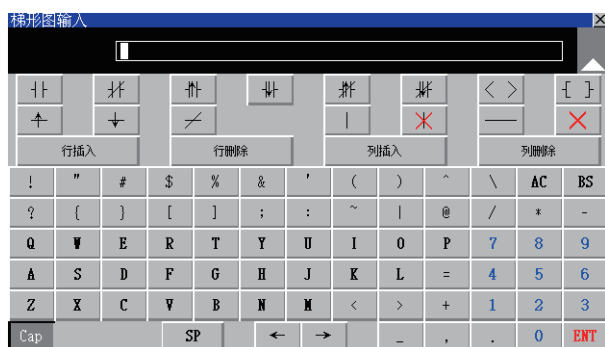 梯形图输入
< > { }
行插入 行删除 列插入 列删除
! " # $ % & ' ( ) ^ \ AC BS
? { } [ ] ; : ~ | @ / * -
Q W E R T Y U I O P 7 8 9
A S D F G H J K L = 4 5 6
Z X C V B N M < > + 1 2 3
Cap SP ← → _ , . 0 ENT